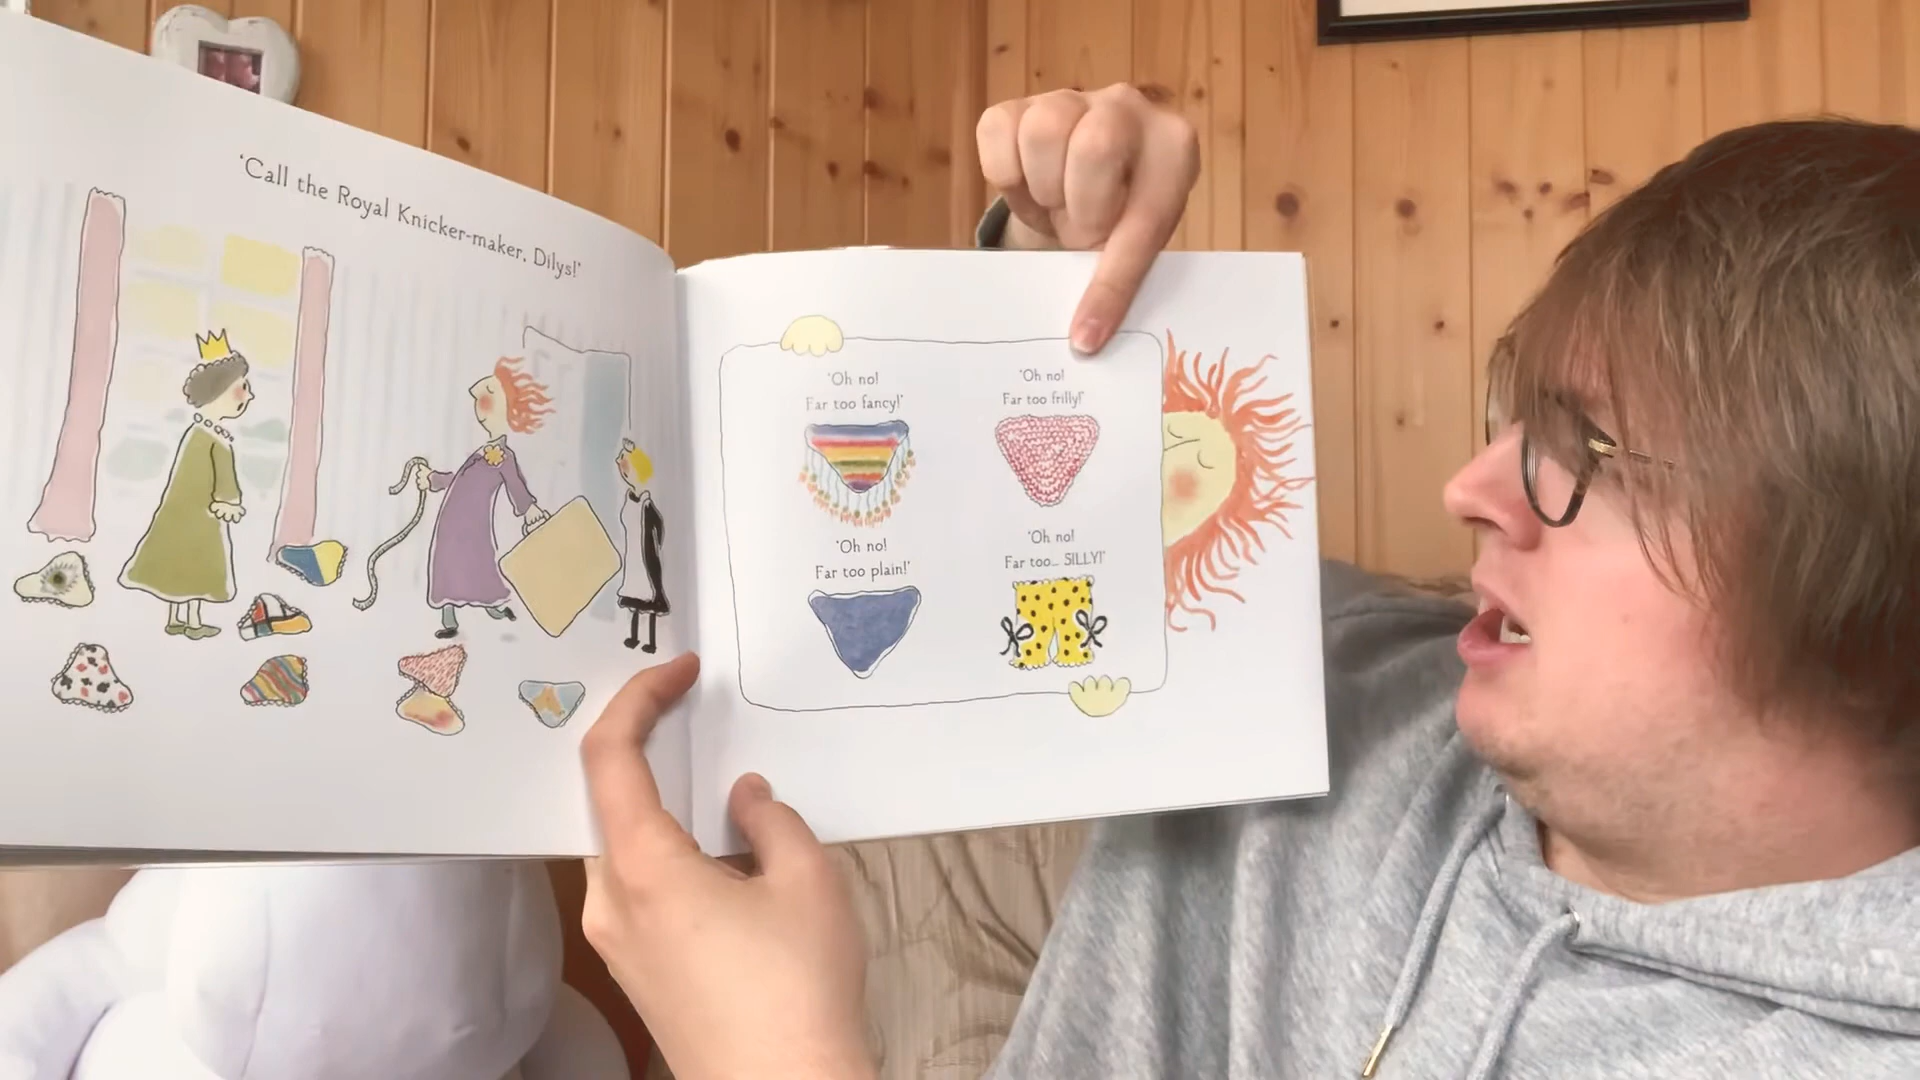 'Call the Royal Knicker-maker, Dilys!'
'Oh no!
Far too fancy!'
'Oh no!
Far too frilly!'
'Oh no!
Far too plain!'
'Oh no!
Far too... SILLY!'